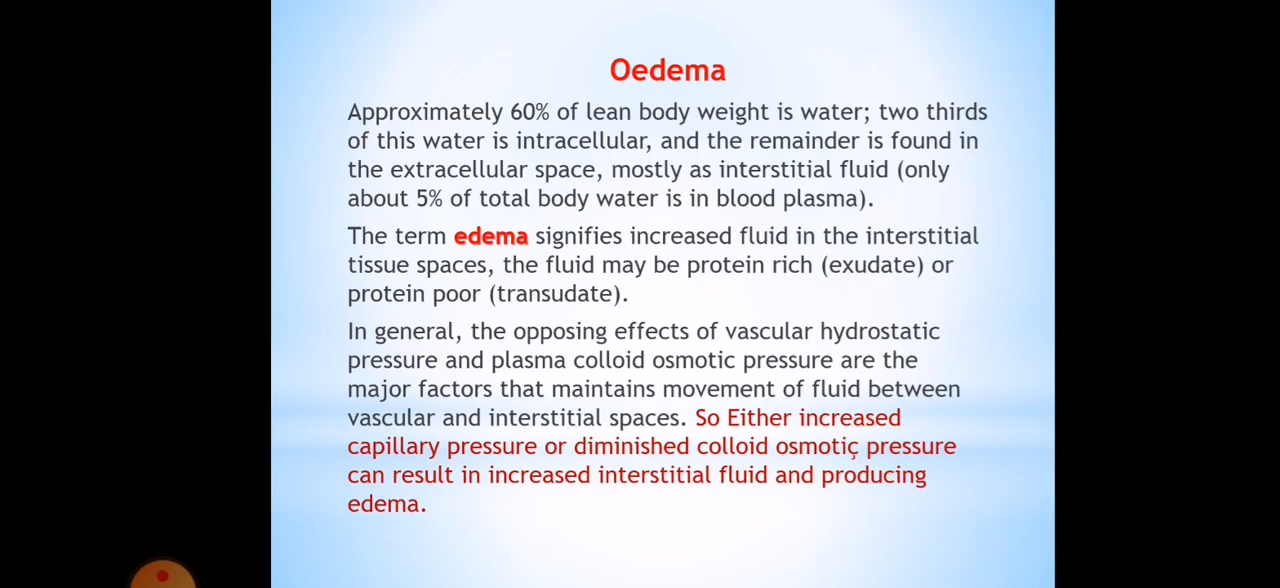 Oedema
Approximately 60% of lean body weight is water; two thirds
of this water is intracellular, and the remainder is found in
the extracellular space, mostly as interstitial fluid (only
about 5% of total body water is in blood plasma).
The term edema signifies increased fluid in the interstitial
tissue spaces, the fluid may be protein rich (exudate) or
protein poor (transudate).
In general, the opposing effects of vascular hydrostatic
pressure and plasma colloid osmotic pressure are the
major factors that maintains movement of fluid between
vascular and interstitial spaces. So Either increased
capillary pressure or diminished colloid osmotic pressure
can result in increased interstitial fluid and producing
edema.